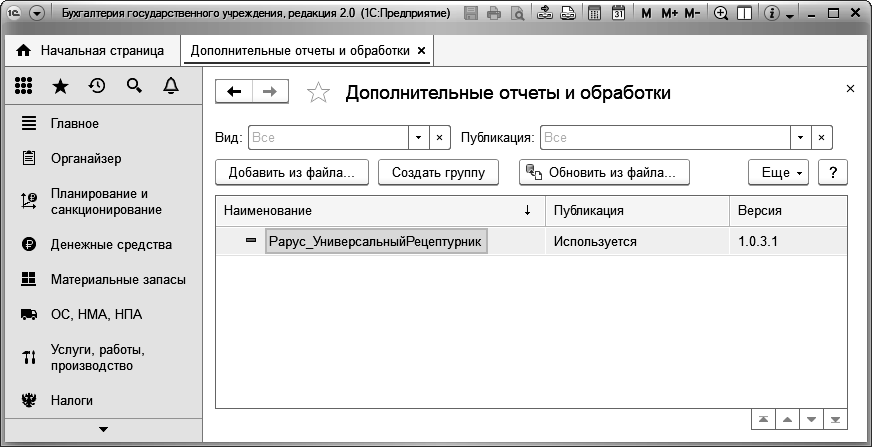 1С Бухгалтерия государственного учреждения, редакция 2.0 (1С:Предприятие) 31 M M+ M-
Начальная страница Дополнительные отчеты и обработки ×
Дополнительные отчеты и обработки ×
Главное
Органайзер
Планирование и
санкционирование
Денежные средства
Материальные запасы
ОС, НМА, НПА
Услуги, работы,
производство
Налоги
Вид: Все × Публикация: Все ×
Добавить из файла... Создать группу Обновить из файла... Еще ?
Наименование ↓ Публикация Версия
Рарус_УниверсальныйРецептурник Используется 1.0.3.1